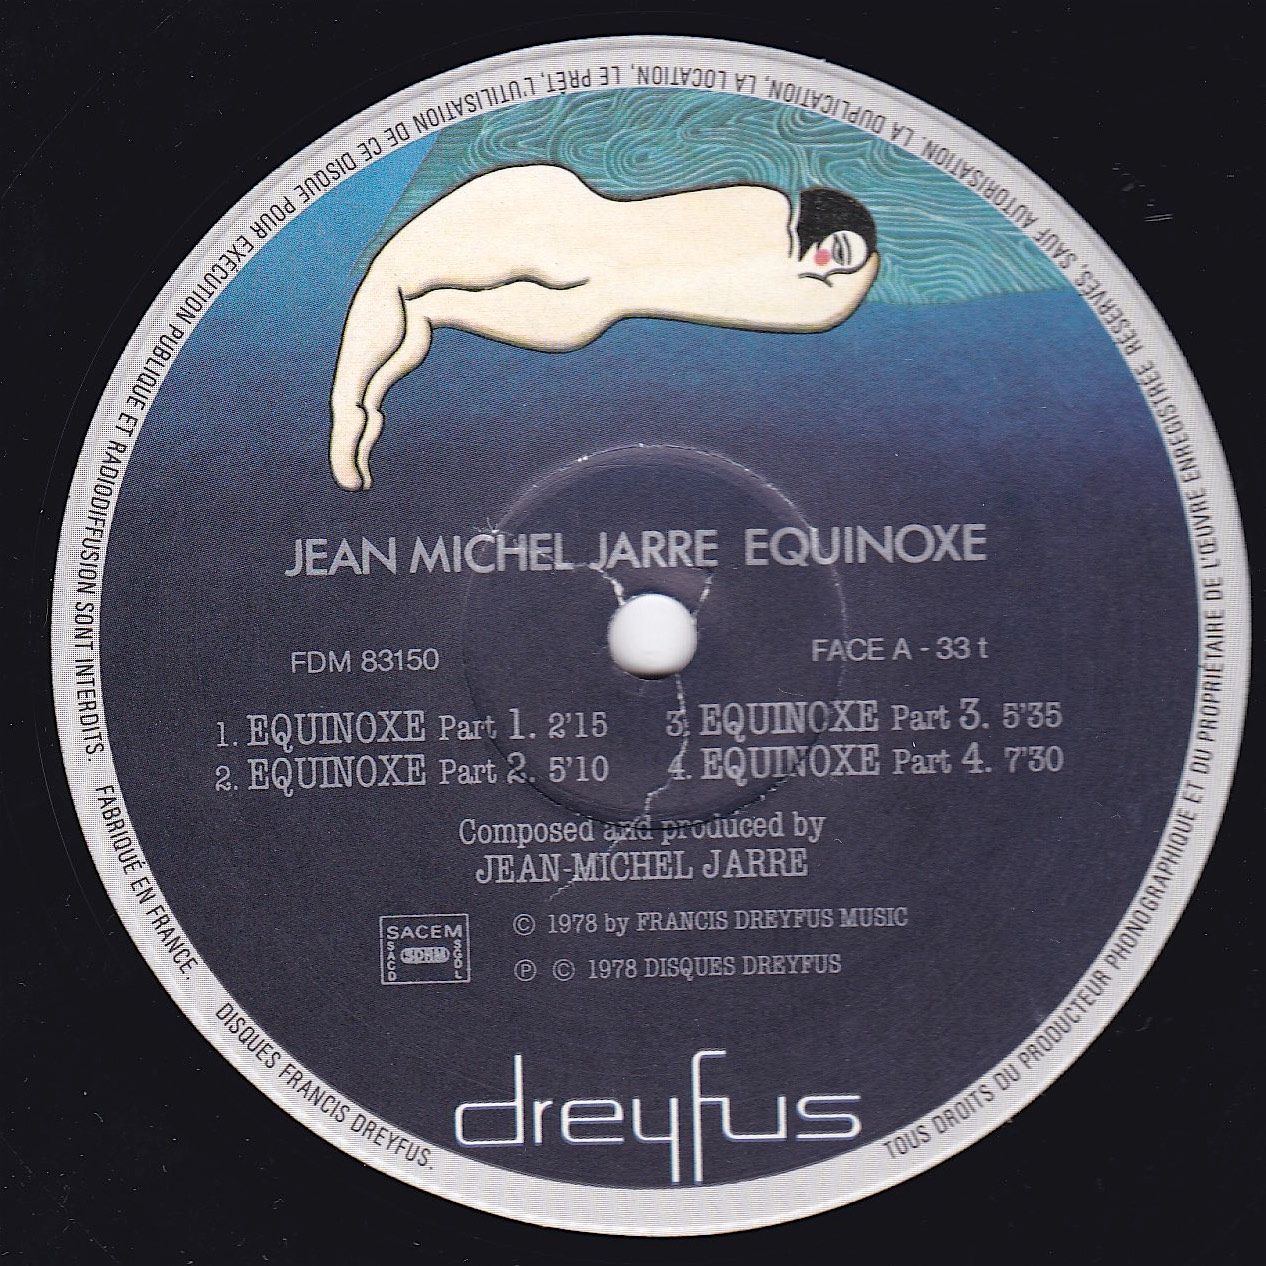 TOUS DROITS DU PRODUCTEUR PHONOGRAPHIQUE ET DU PROPRIÉTAIRE DE L'ŒUVRE ENREGISTRÉE RÉSERVÉS, SAUF AUTORISATION, LA DUPLICATION, LA LOCATION, LE PRÊT, L'UTILISATION DE CE DISQUE POUR EXÉCUTION PUBLIQUE ET RADIODIFFUSION SONT INTERDITS. FABRIQUÉ EN FRANCE. DISQUES FRANCIS DREYFUS.
JEAN MICHEL JARRE EQUINOXE
FDM 83150 FACE A - 33 t
1. EQUINOXE Part 1. 2'15 3. EQUINOXE Part 3. 5'35
2. EQUINOXE Part 2. 5'10 4. EQUINOXE Part 4. 7'30
Composed and produced by
JEAN-MICHEL JARRE
SACEM
SACD SDRM SGDL
© 1978 by FRANCIS DREYFUS MUSIC
℗ © 1978 DISQUES DREYFUS
dreyfus